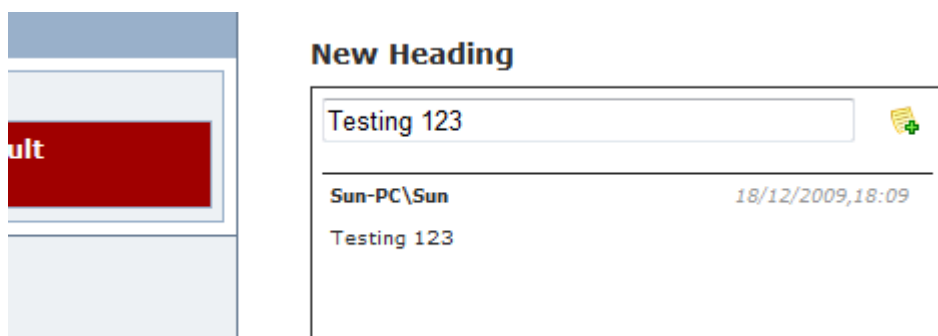 New Heading
Testing 123
ult
Sun-PC\Sun 18/12/2009,18:09
Testing 123